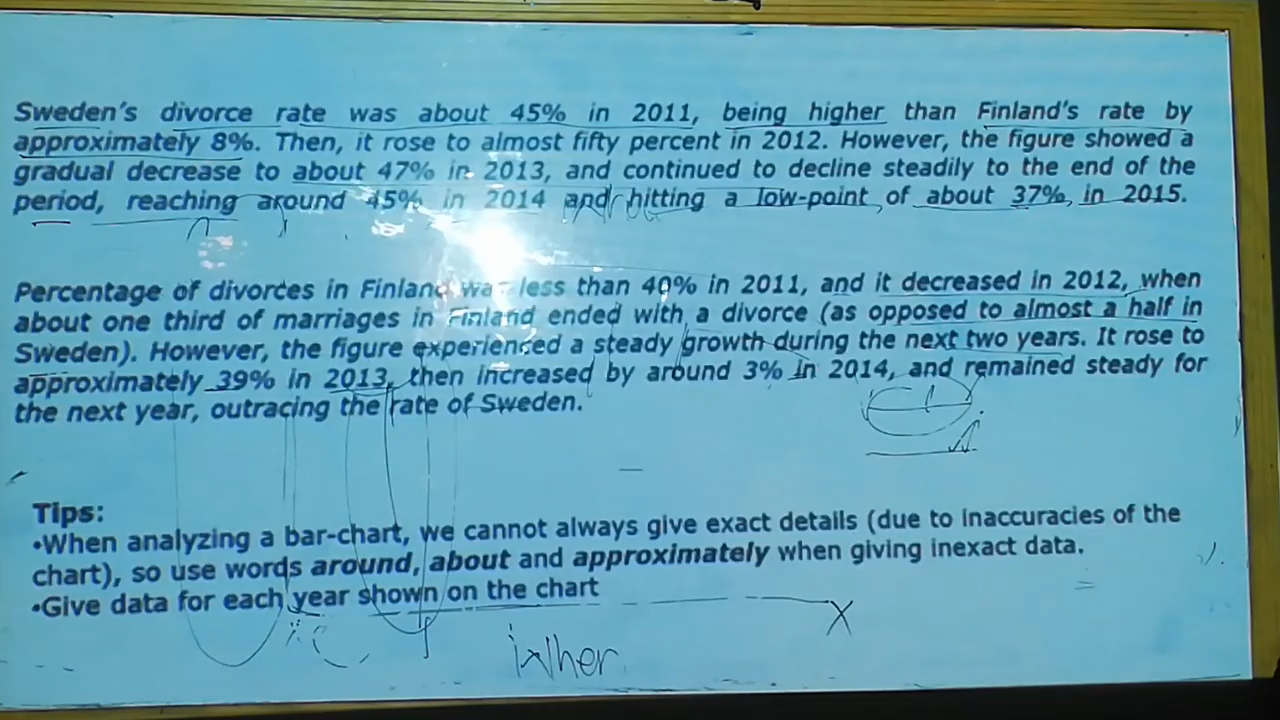 Sweden's divorce rate was about 45% in 2011, being higher than Finland's rate by
approximately 8%. Then, it rose to almost fifty percent in 2012. However, the figure showed a
gradual decrease to about 47% in 2013, and continued to decline steadily to the end of the
period, reaching around 45% in 2014 and hitting a low-point of about 37% in 2015.
Percentage of divorces in Finland was less than 40% in 2011, and it decreased in 2012, when
about one third of marriages in Finland ended with a divorce (as opposed to almost a half in
Sweden). However, the figure experienced a steady growth during the next two years. It rose to
approximately 39% in 2013, then increased by around 3% in 2014, and remained steady for
the next year, outracing the rate of Sweden.
Tips:
•When analyzing a bar-chart, we cannot always give exact details (due to inaccuracies of the
chart), so use words around, about and approximately when giving inexact data.
•Give data for each year shown on the chart